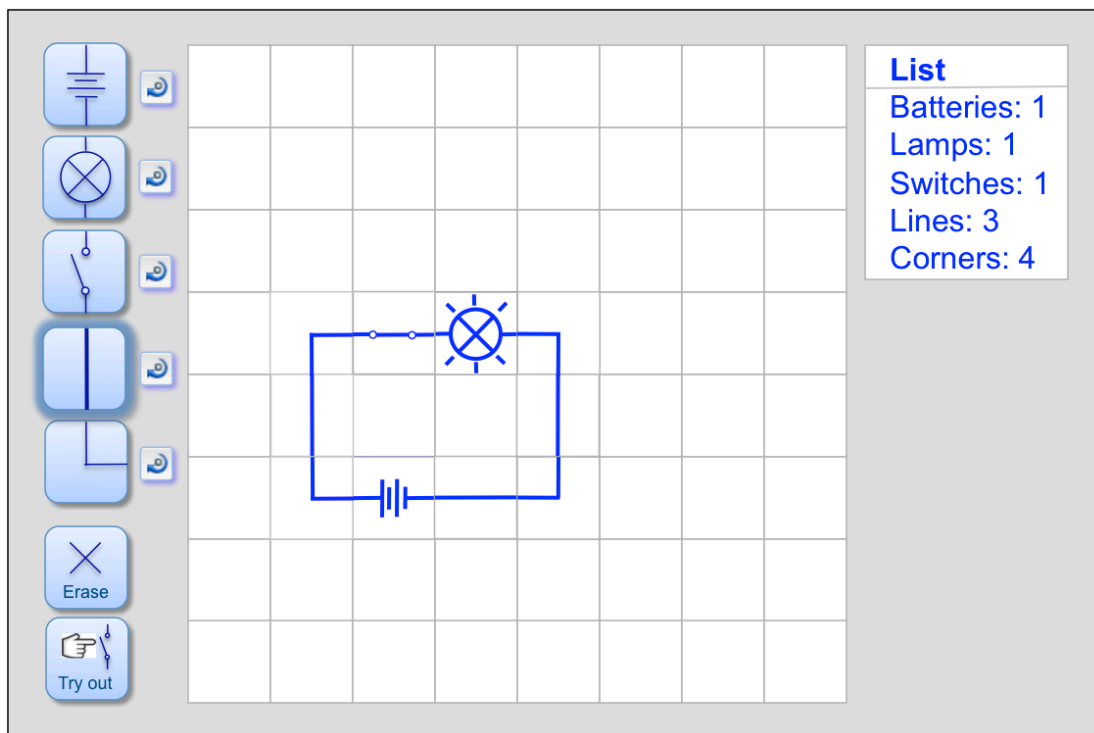 List
Batteries: 1
Lamps: 1
Switches: 1
Lines: 3
Corners: 4
Erase
Try out